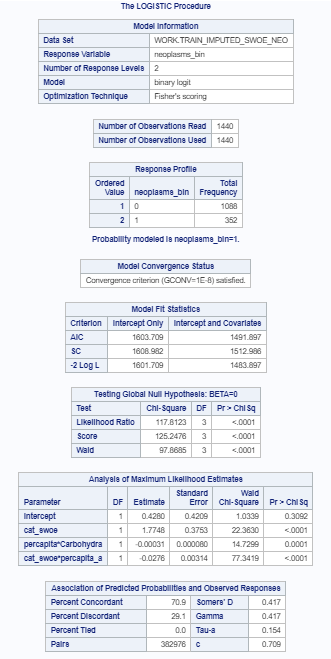 The LOGISTIC Procedure
Model Information
Data Set WORK.TRAIN_IMPUTED_SWOE_NEO
Response Variable neoplasms_bin
Number of Response Levels 2
Model binary logit
Optimization Technique Fisher's scoring
Number of Observations Read 1440
Number of Observations Used 1440
Response Profile
Ordered Value neoplasms_bin Total Frequency
1 0 1088
2 1 352
Probability modeled is neoplasms_bin=1.
Model Convergence Status
Convergence criterion (GCONV=1E-8) satisfied.
Model Fit Statistics
Criterion Intercept Only Intercept and Covariates
AIC 1603.709 1491.897
SC 1608.982 1512.986
-2 Log L 1601.709 1483.897
Testing Global Null Hypothesis: BETA=0
Test Chi-Square DF Pr > ChiSq
Likelihood Ratio 117.8123 3 <.0001
Score 125.2476 3 <.0001
Wald 97.8685 3 <.0001
Analysis of Maximum Likelihood Estimates
Parameter DF Estimate Standard Error Wald Chi-Square Pr > ChiSq
Intercept 1 0.4280 0.4209 1.0339 0.3092
cat_swoe 1 1.7748 0.3753 22.3630 <.0001
percapita*Carbohydra 1 -0.00031 0.000080 14.7299 0.0001
cat_swoe*percapita_a 1 -0.0276 0.00314 77.3419 <.0001
Association of Predicted Probabilities and Observed Responses
Percent Concordant 70.9 Somers' D 0.417
Percent Discordant 29.1 Gamma 0.417
Percent Tied 0.0 Tau-a 0.154
Pairs 382976 c 0.709